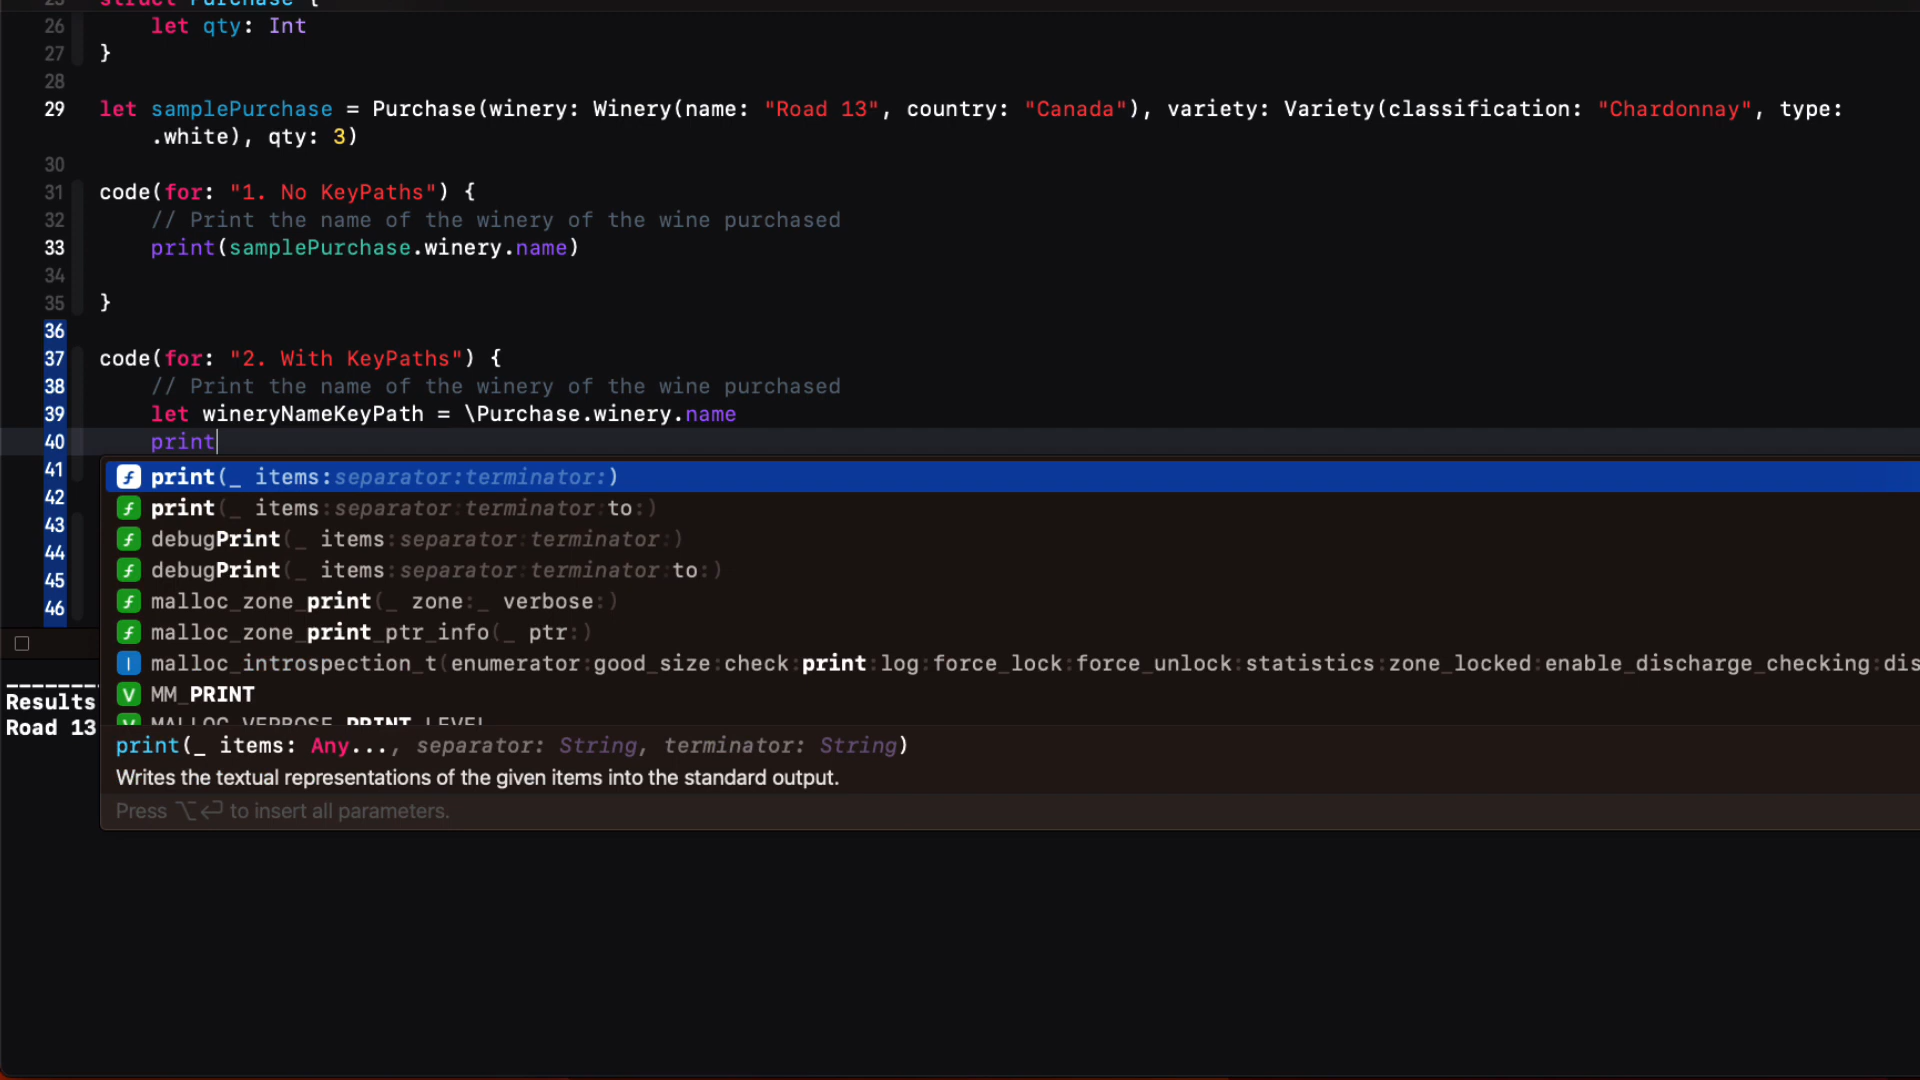 25 struct Purchase {
26 let qty: Int
27 }
28
29 let samplePurchase = Purchase(winery: Winery(name: "Road 13", country: "Canada"), variety: Variety(classification: "Chardonnay", type:
.white), qty: 3)
30
31 code(for: "1. No KeyPaths") {
32 // Print the name of the winery of the wine purchased
33 print(samplePurchase.winery.name)
34
35 }
36
37 code(for: "2. With KeyPaths") {
38 // Print the name of the winery of the wine purchased
39 let wineryNameKeyPath = \Purchase.winery.name
40 print
41
f print(_ items:separator:terminator:)
42
f print(_ items:separator:terminator:to:)
43
f debugPrint(_ items:separator:terminator:)
44
f debugPrint(_ items:separator:terminator:to:)
45
f malloc_zone_print(_ zone:_ verbose:)
46
f malloc_zone_print_ptr_info(_ ptr:)
I malloc_introspection_t(enumerator:good_size:check:print:log:force_lock:force_unlock:statistics:zone_locked:enable_discharge_checking:dis
V MM_PRINT
V MALLOC_VERBOSE_PRINT_LEVEL
Results
Road 13
print(_ items: Any..., separator: String, terminator: String)
Writes the textual representations of the given items into the standard output.
Press ⌥⏎ to insert all parameters.